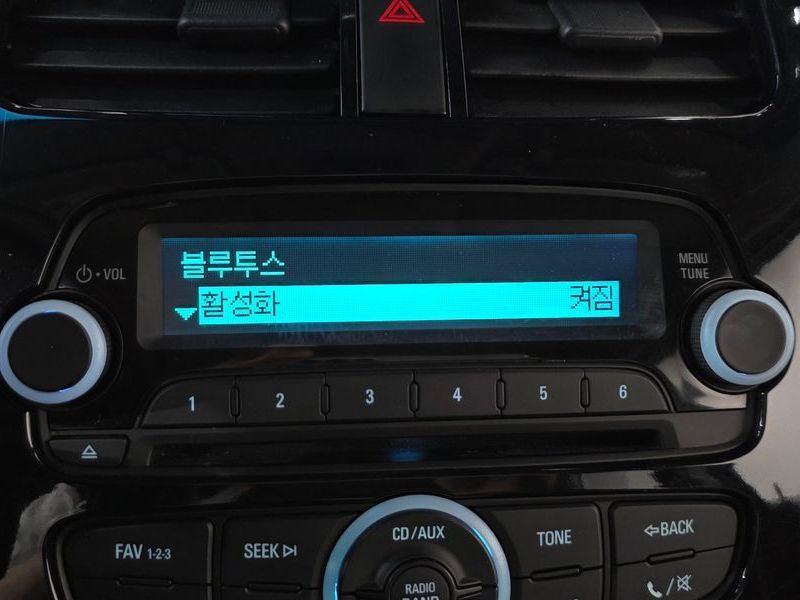 블루투스
활성화 켜짐
⏻•VOL
MENU
TUNE
1 2 3 4 5 6
FAV 1-2-3
SEEK
CD/AUX
TONE
BACK
RADIO
BAND